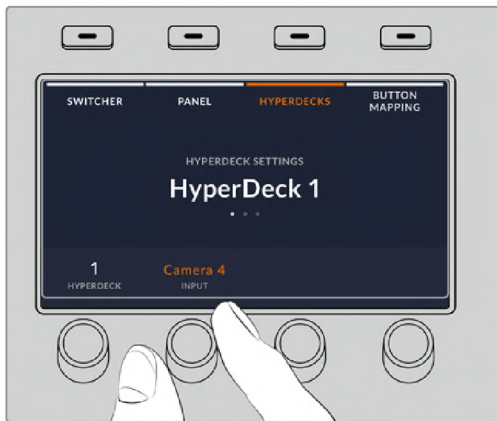 SWITCHER
PANEL
HYPERDECKS
BUTTON
MAPPING
HYPERDECK SETTINGS
HyperDeck 1
1
HYPERDECK
Camera 4
INPUT